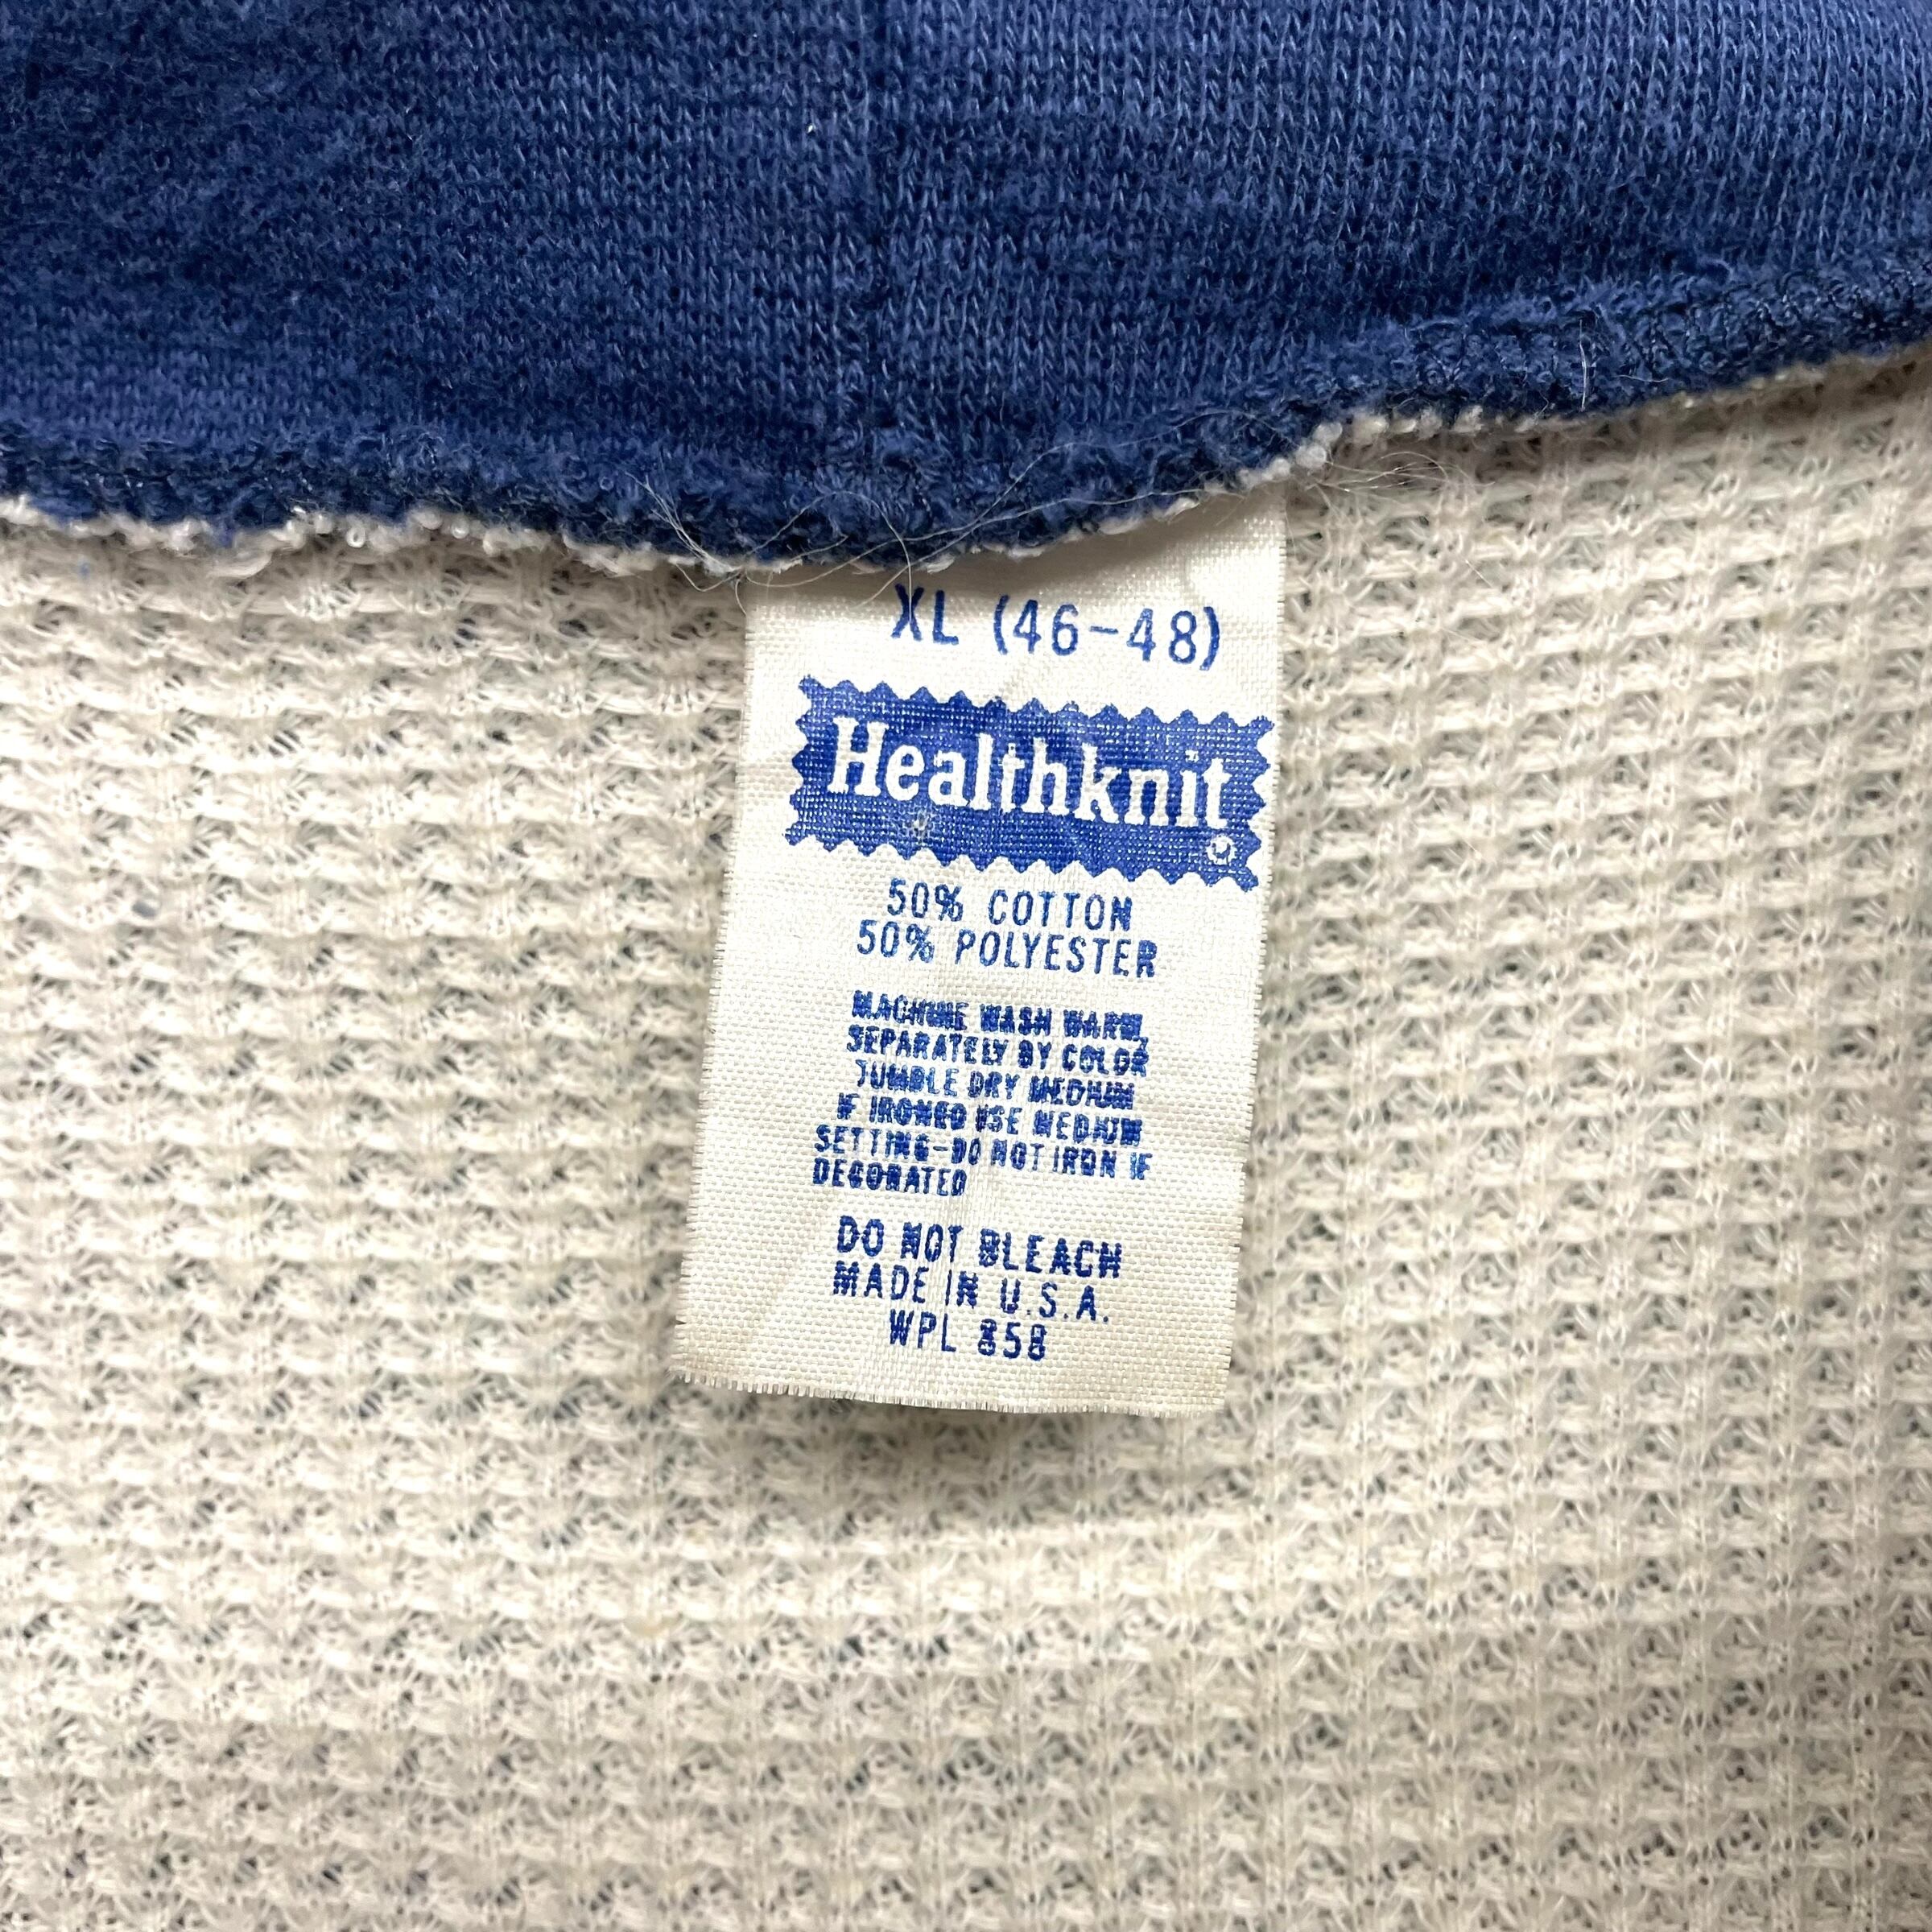 XL (46-48)
Healthknit
50% COTTON
50% POLYESTER
MACHINE WASH WARM,
SEPARATELY BY COLOR
TUMBLE DRY MEDIUM
IF IRONED USE MEDIUM
SETTING-DO NOT IRON IF
DECORATED
DO NOT BLEACH
MADE IN U.S.A.
WPL 858